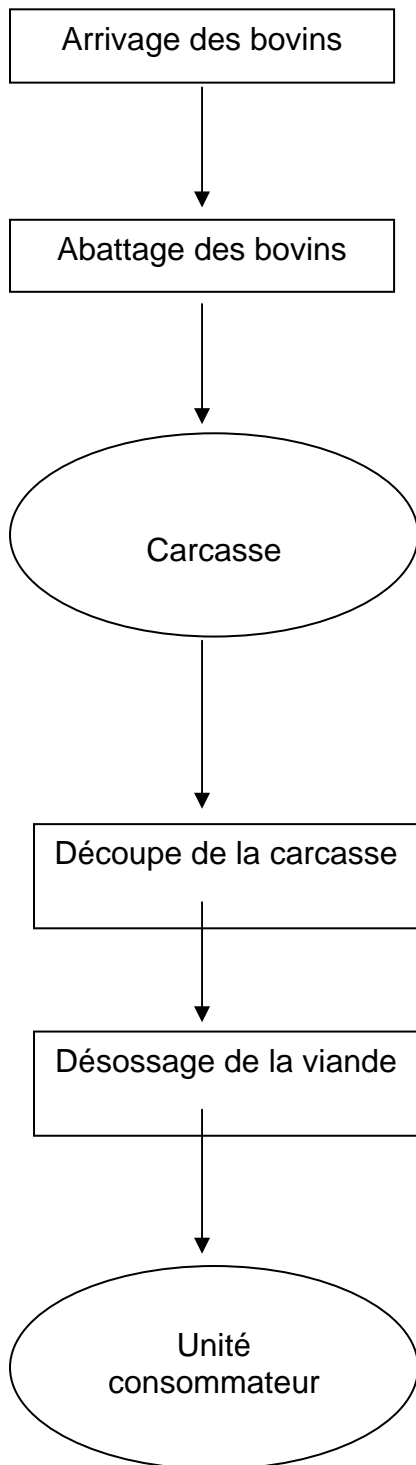 Arrivage des bovins
Abattage des bovins
Carcasse
Découpe de la carcasse
Désossage de la viande
Unité
consommateur